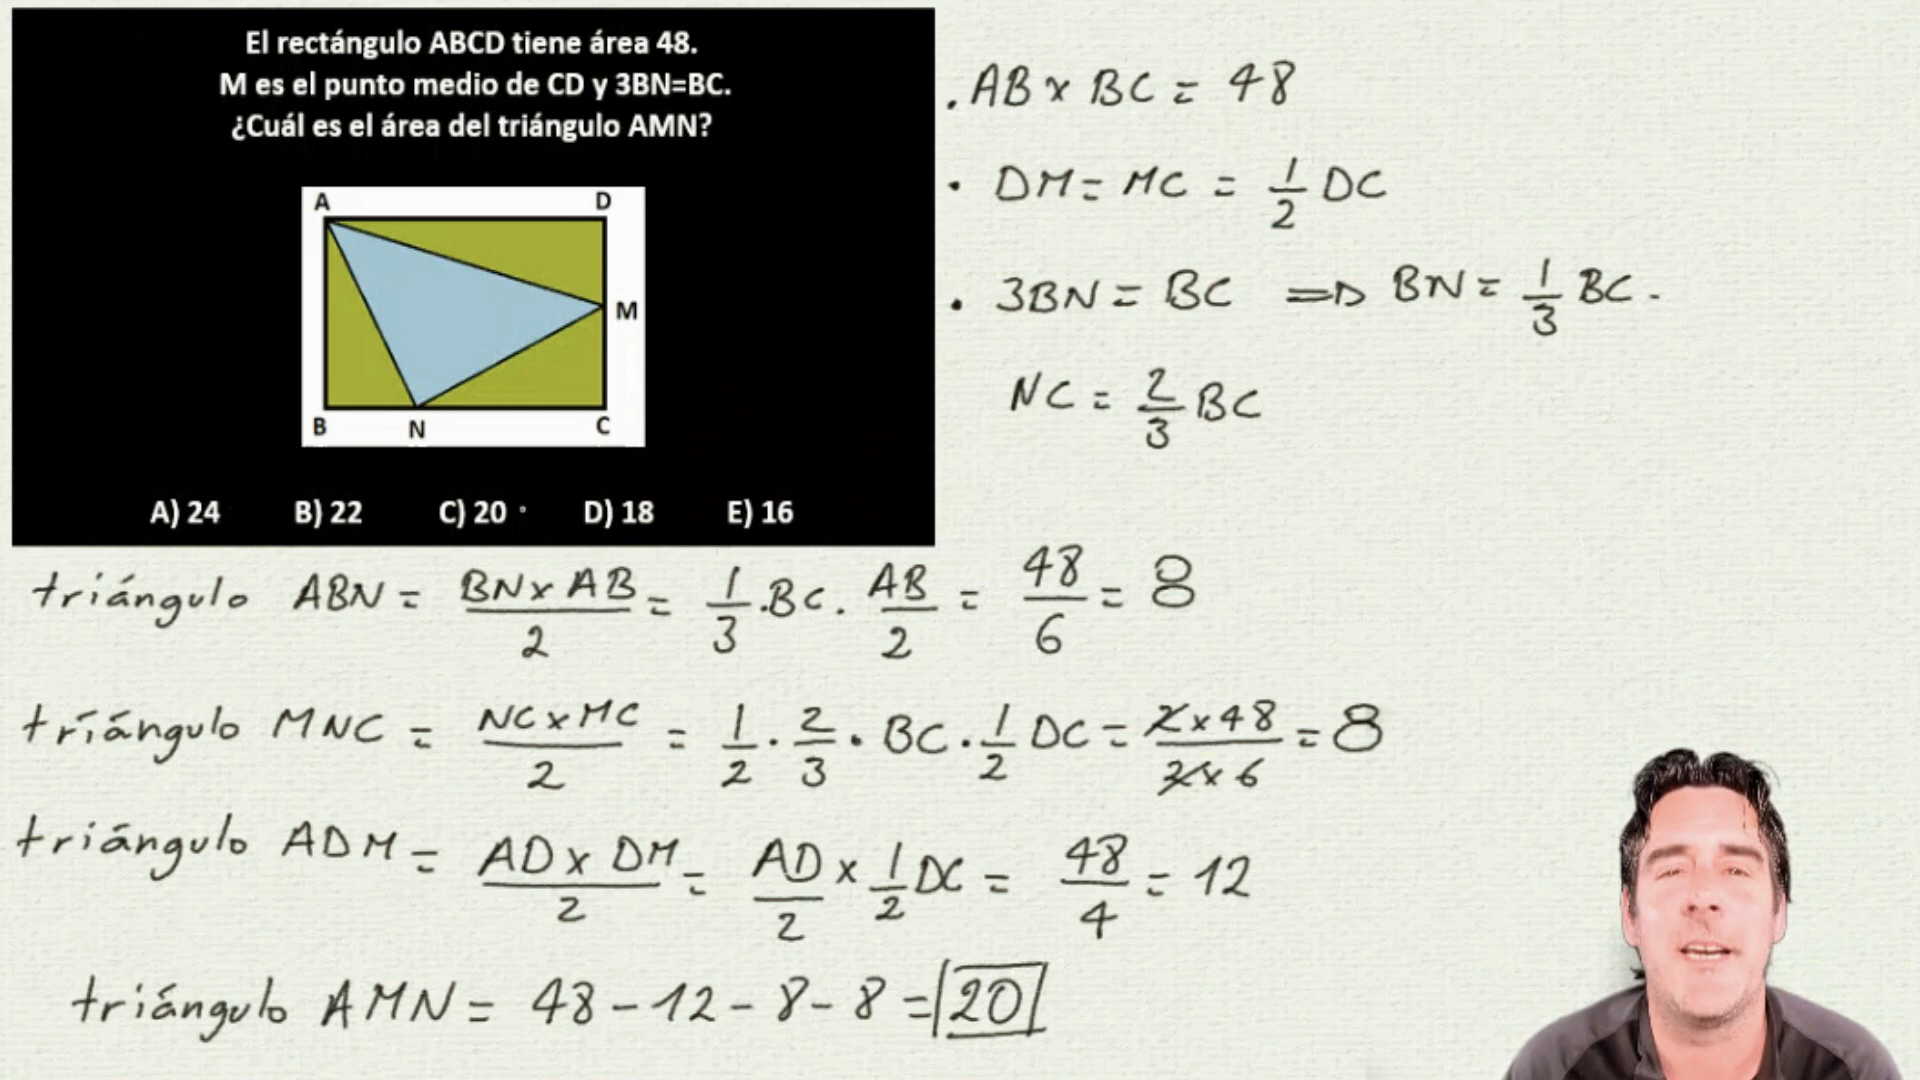 El rectángulo ABCD tiene área 48.
M es el punto medio de CD y 3BN=BC.
¿Cuál es el área del triángulo AMN?
A D
M
B N C
A) 24 B) 22 C) 20 D) 18 E) 16
. AB x BC = 48
• DM = MC = 1/2 DC
• 3BN = BC ⇒ BN = 1/3 BC.
NC = 2/3 BC
triángulo ABN = BN x AB / 2 = 1/3 . BC . AB/2 = 48/6 = 8
triángulo MNC = NC x MC / 2 = 1/2 . 2/3 . BC . 1/2 DC = 2 x 48 / 2 x 6 = 8
triángulo ADM = AD x DM / 2 = AD/2 x 1/2 DC = 48/4 = 12
triángulo AMN = 48 - 12 - 8 - 8 = 20